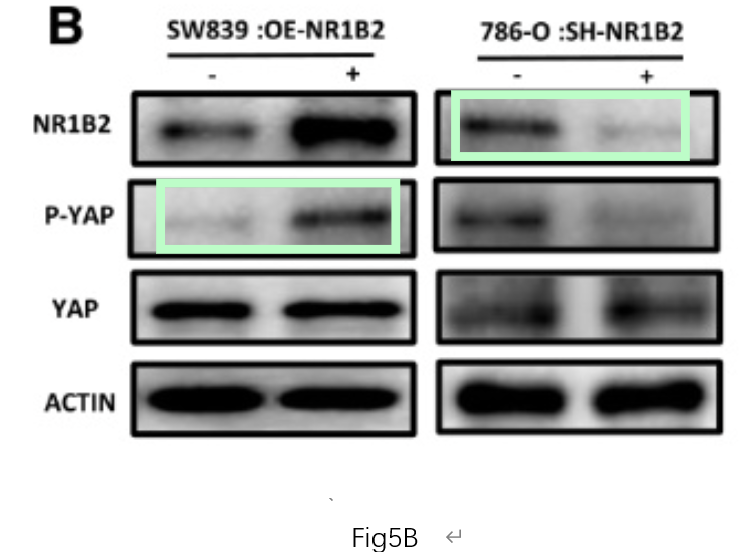 B
SW839 :OE-NR1B2 786-O :SH-NR1B2
- + - +
NR1B2
P-YAP
YAP
ACTIN
Fig5B ↵